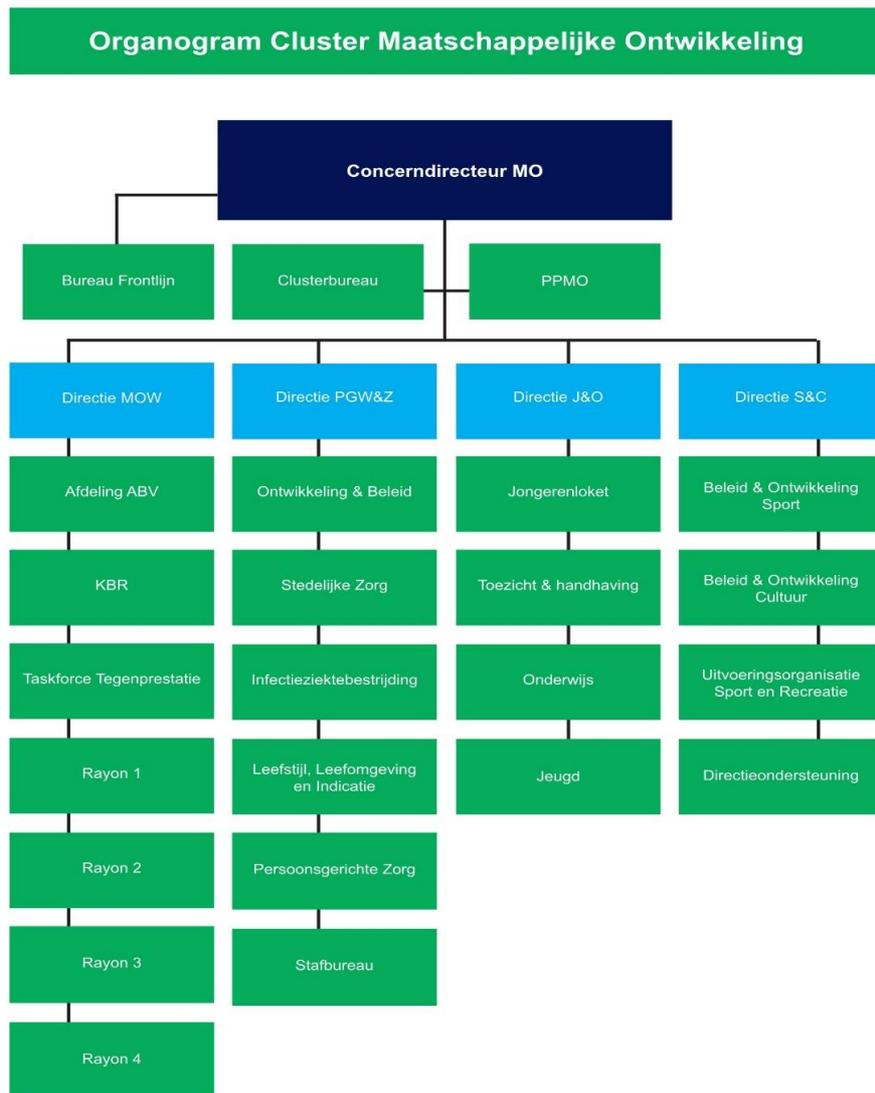 Organogram Cluster Maatschappelijke Ontwikkeling
Concerndirecteur MO
Bureau Frontlijn
Clusterbureau
PPMO
Directie MOW
Directie PGW&Z
Directie J&O
Directie S&C
Afdeling ABV
Ontwikkeling & Beleid
Jongerenloket
Beleid & Ontwikkeling
Sport
KBR
Stedelijke Zorg
Toezicht & handhaving
Beleid & Ontwikkeling
Cultuur
Taskforce Tegenprestatie
Infectieziektebestrijding
Onderwijs
Uitvoeringsorganisatie
Sport en Recreatie
Rayon 1
Leefstijl, Leefomgeving
en Indicatie
Jeugd
Directieondersteuning
Rayon 2
Persoonsgerichte Zorg
Rayon 3
Stafbureau
Rayon 4